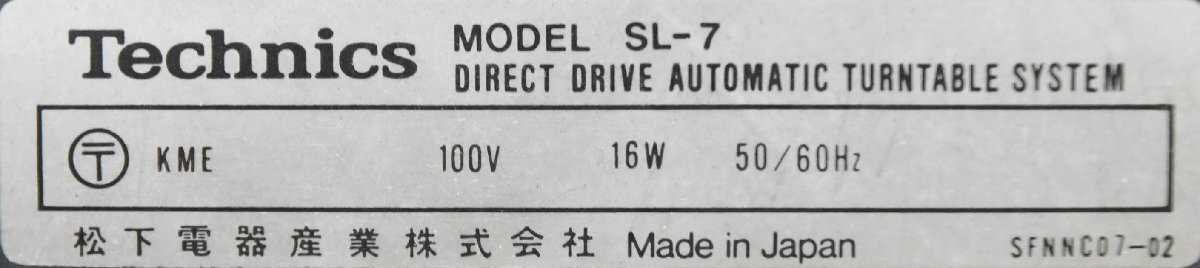 Technics MODEL SL-7
DIRECT DRIVE AUTOMATIC TURNTABLE SYSTEM
〒 KME 100V 16W 50/60Hz
松下電器産業株式会社 Made in Japan SFNNC07-02